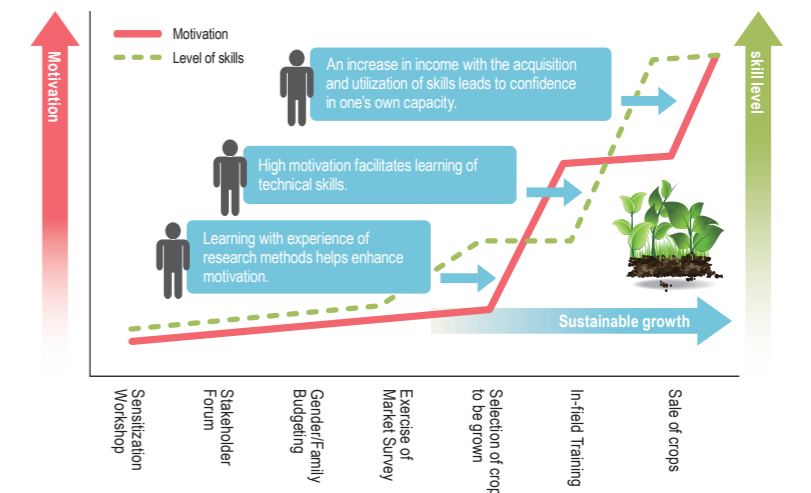 Motivation
Level of skills
Motivation
skill level
An increase in income with the acquisition
and utilization of skills leads to confidence
in one's own capacity.
High motivation facilitates learning of
technical skills.
Learning with experience of
research methods helps enhance
motivation.
Sustainable growth
Sensitization
Workshop
Stakeholder
Forum
Gender/Family
Budgeting
Exercise of
Market Survey
Selection of crop
to be grown
In-field Training
Sale of crops